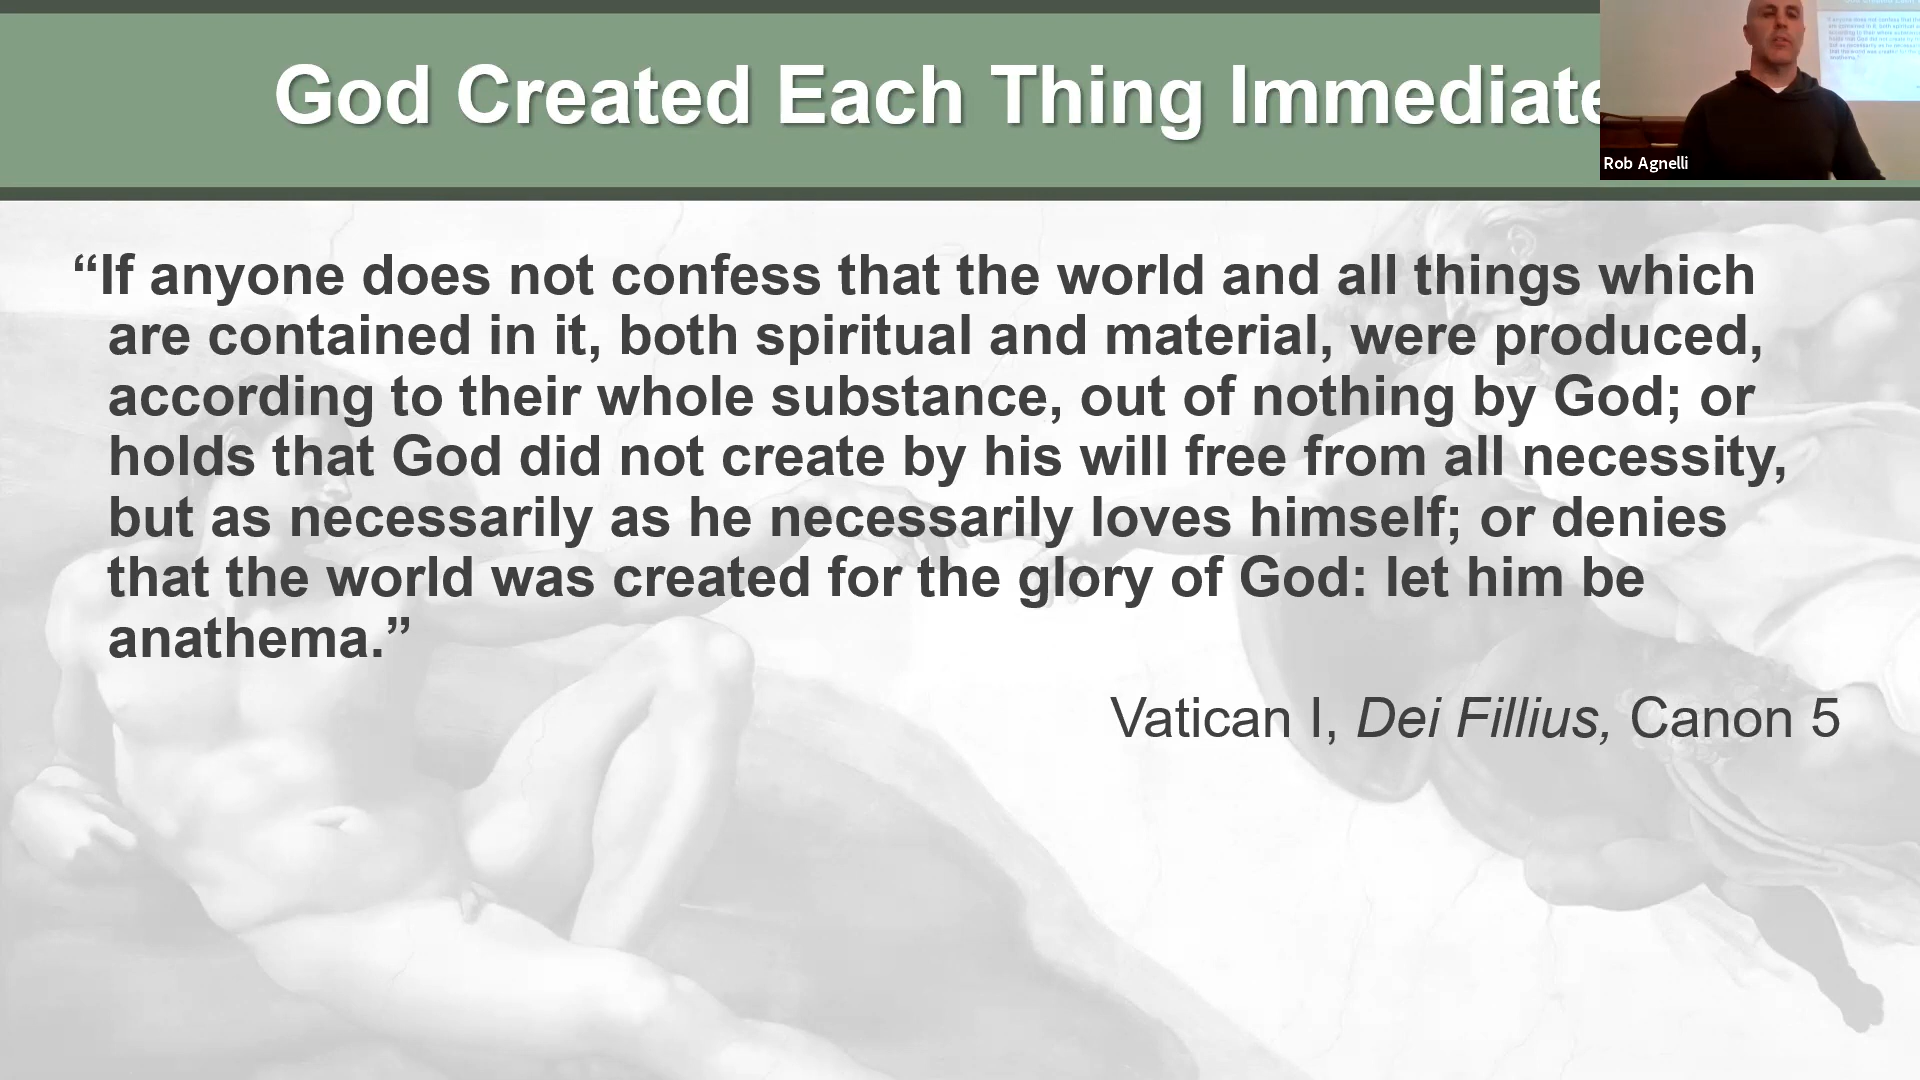 God Created Each Thing Immediate
Rob Agnelli
“If anyone does not confess that the world and all things which
are contained in it, both spiritual and material, were produced,
according to their whole substance, out of nothing by God; or
holds that God did not create by his will free from all necessity,
but as necessarily as he necessarily loves himself; or denies
that the world was created for the glory of God: let him be
anathema.”
Vatican I, Dei Fillius, Canon 5